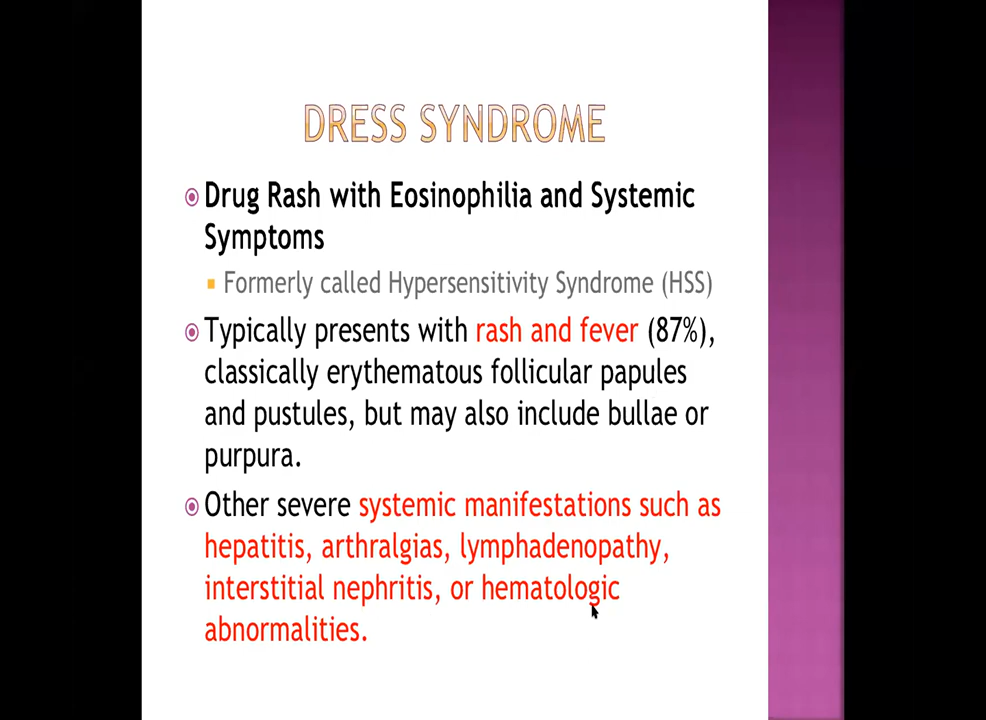 DRESS SYNDROME
Drug Rash with Eosinophilia and Systemic
Symptoms
Formerly called Hypersensitivity Syndrome (HSS)
Typically presents with rash and fever (87%),
classically erythematous follicular papules
and pustules, but may also include bullae or
purpura.
Other severe systemic manifestations such as
hepatitis, arthralgias, lymphadenopathy,
interstitial nephritis, or hematologic
abnormalities.